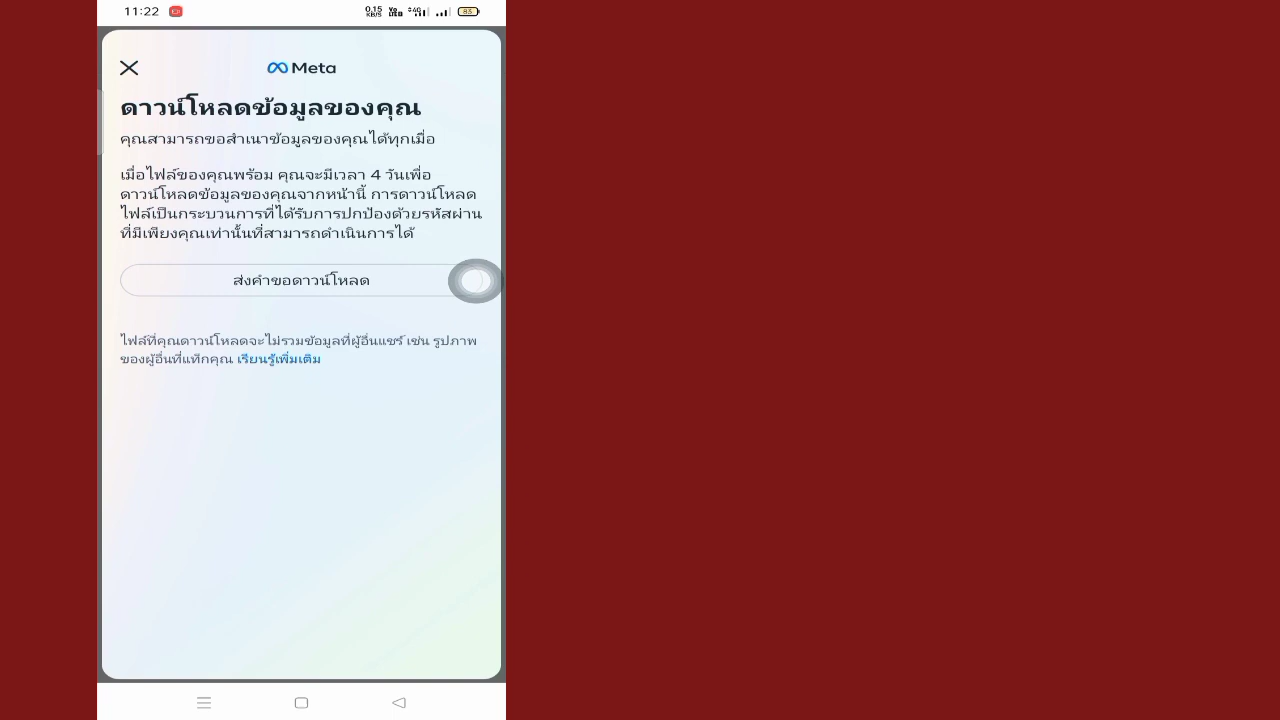 11:22
0.15 KB/S
Vo LTE
4G
83
Meta
ดาวน์โหลดข้อมูลของคุณ
คุณสามารถขอสำเนาข้อมูลของคุณได้ทุกเมื่อ
เมื่อไฟล์ของคุณพร้อม คุณจะมีเวลา 4 วันเพื่อ
ดาวน์โหลดข้อมูลของคุณจากหน้านี้ การดาวน์โหลด
ไฟล์เป็นกระบวนการที่ได้รับการปกป้องด้วยรหัสผ่าน
ที่มีเพียงคุณเท่านั้นที่สามารถดำเนินการได้
ส่งคำขอดาวน์โหลด
ไฟล์ที่คุณดาวน์โหลดจะไม่รวมข้อมูลที่ผู้อื่นแชร์ เช่น รูปภาพ
ของผู้อื่นที่แท็กคุณ เรียนรู้เพิ่มเติม